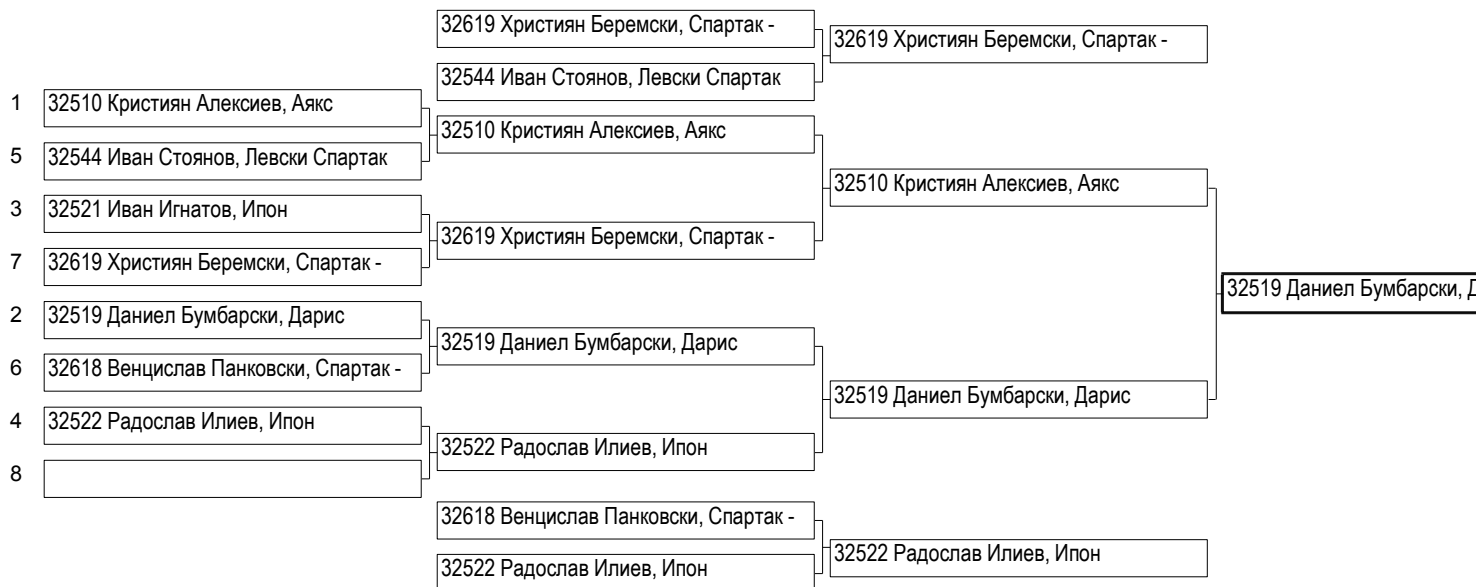 32619 Християн Беремски, Спартак -
32544 Иван Стоянов, Левски Спартак
32619 Християн Беремски, Спартак -
1 32510 Кристиян Алексиев, Аякс
5 32544 Иван Стоянов, Левски Спартак
32510 Кристиян Алексиев, Аякс
3 32521 Иван Игнатов, Ипон
7 32619 Християн Беремски, Спартак -
32619 Християн Беремски, Спартак -
32510 Кристиян Алексиев, Аякс
2 32519 Даниел Бумбарски, Дарис
6 32618 Венцислав Панковски, Спартак -
32519 Даниел Бумбарски, Дарис
4 32522 Радослав Илиев, Ипон
8
32522 Радослав Илиев, Ипон
32519 Даниел Бумбарски, Дарис
32519 Даниел Бумбарски,
32618 Венцислав Панковски, Спартак -
32522 Радослав Илиев, Ипон
32522 Радослав Илиев, Ипон